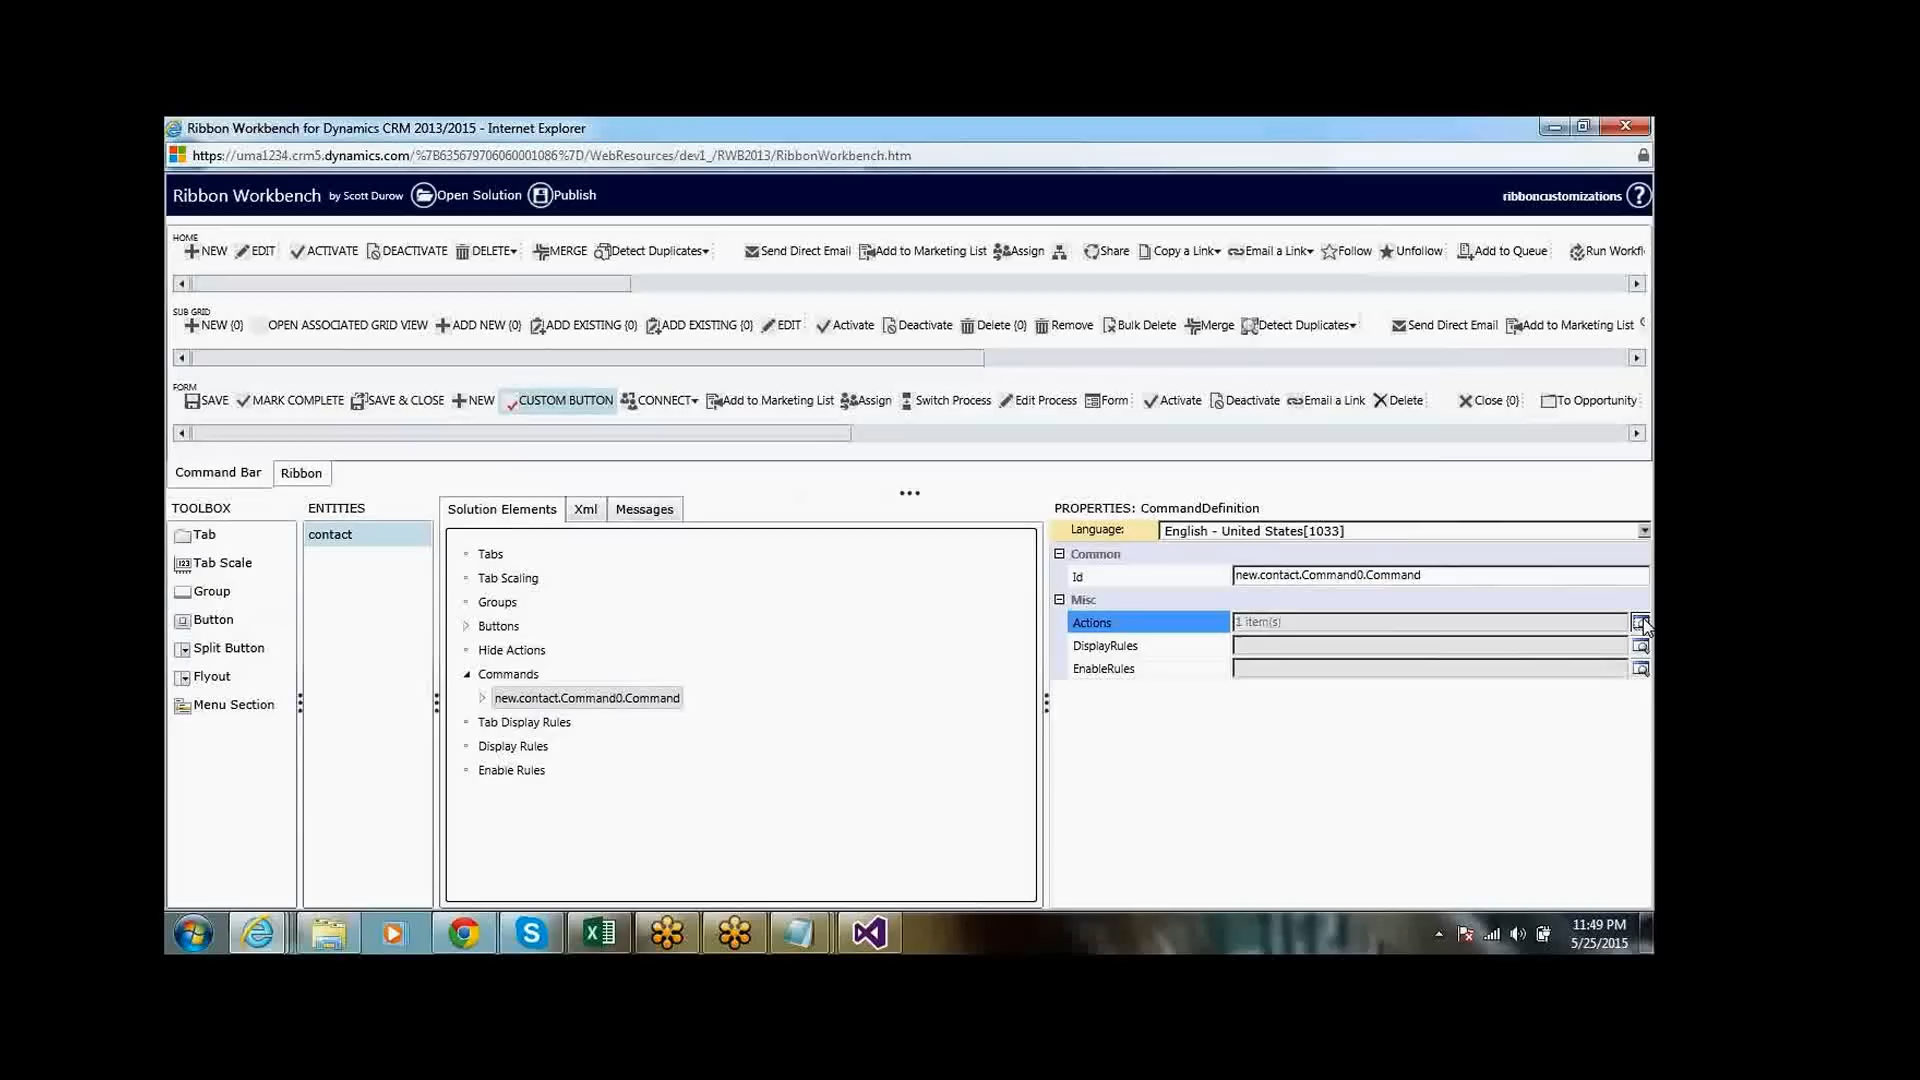 Ribbon Workbench for Dynamics CRM 2013/2015 - Internet Explorer
https://uma1234.crm5.dynamics.com/%7B635679706060001086%7D/WebResources/dev1_/RWB2013/RibbonWorkbench.htm
Ribbon Workbench by Scott Durow Open Solution Publish ribboncustomizations ?
HOME
NEW EDIT ACTIVATE DEACTIVATE DELETE MERGE Detect Duplicates Send Direct Email Add to Marketing List Assign Share Copy a Link Email a Link Follow Unfollow Add to Queue Run Workfl
SUB GRID
NEW {0} OPEN ASSOCIATED GRID VIEW ADD NEW {0} ADD EXISTING {0} ADD EXISTING {0} EDIT Activate Deactivate Delete {0} Remove Bulk Delete Merge Detect Duplicates Send Direct Email Add to Marketing List
FORM
SAVE MARK COMPLETE SAVE & CLOSE NEW CUSTOM BUTTON CONNECT Add to Marketing List Assign Switch Process Edit Process Form Activate Deactivate Email a Link Delete Close {0} To Opportunity
Command Bar Ribbon
TOOLBOX
Tab
Tab Scale
Group
Button
Split Button
Flyout
Menu Section
ENTITIES
contact
Solution Elements Xml Messages
Tabs
Tab Scaling
Groups
Buttons
Hide Actions
Commands
new.contact.Command0.Command
Tab Display Rules
Display Rules
Enable Rules
PROPERTIES: CommandDefinition
Language: English - United States[1033]
Common
Id new.contact.Command0.Command
Misc
Actions 1 item(s)
DisplayRules
EnableRules
11:49 PM
5/25/2015